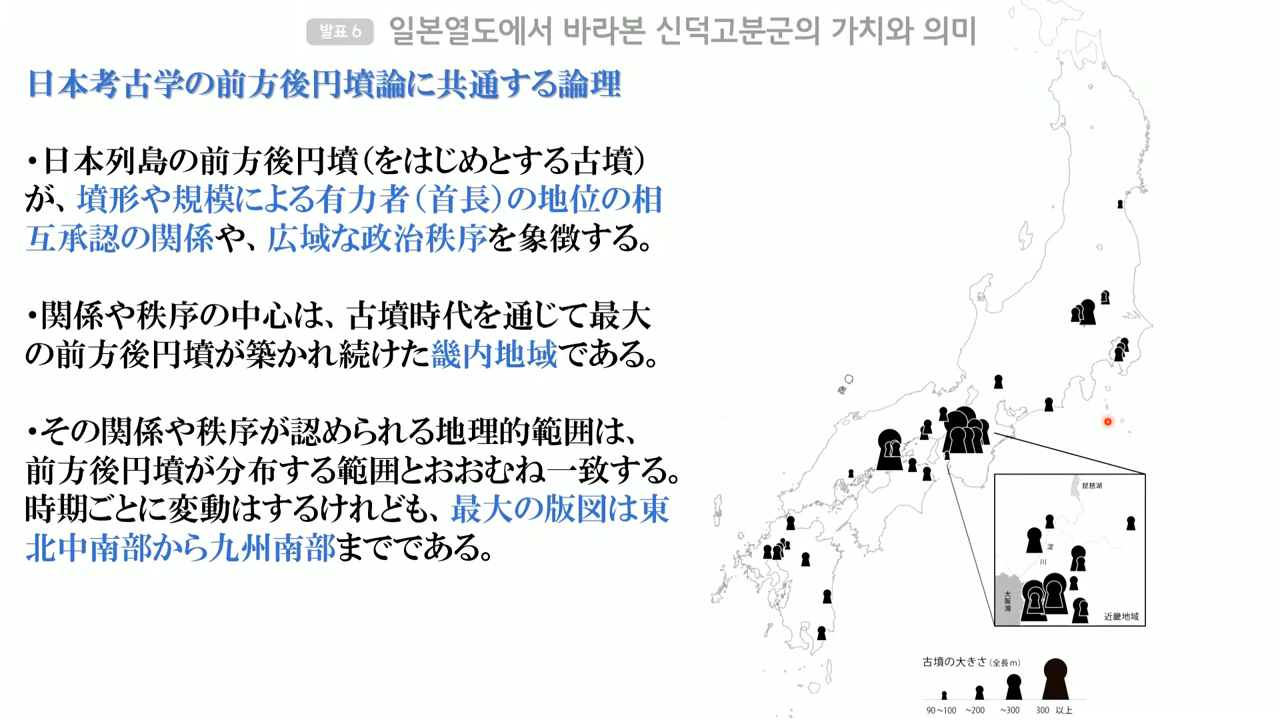 발표 6 일본열도에서 바라본 신덕고분군의 가치와 의미
日本考古学の前方後円墳論に共通する論理
・日本列島の前方後円墳(をはじめとする古墳)
が、墳形や規模による有力者(首長)の地位の相
互承認の関係や、広域な政治秩序を象徴する。
・関係や秩序の中心は、古墳時代を通じて最大
の前方後円墳が築かれ続けた畿内地域である。
・その関係や秩序が認められる地理的範囲は、
前方後円墳が分布する範囲とおおむね一致する。
時期ごとに変動はするけれども、最大の版図は東
北中南部から九州南部までである。
琵琶湖
淀
川
大阪湾
近畿地域
古墳の大きさ(全長m)
90~100 ~200 ~300 300 以上